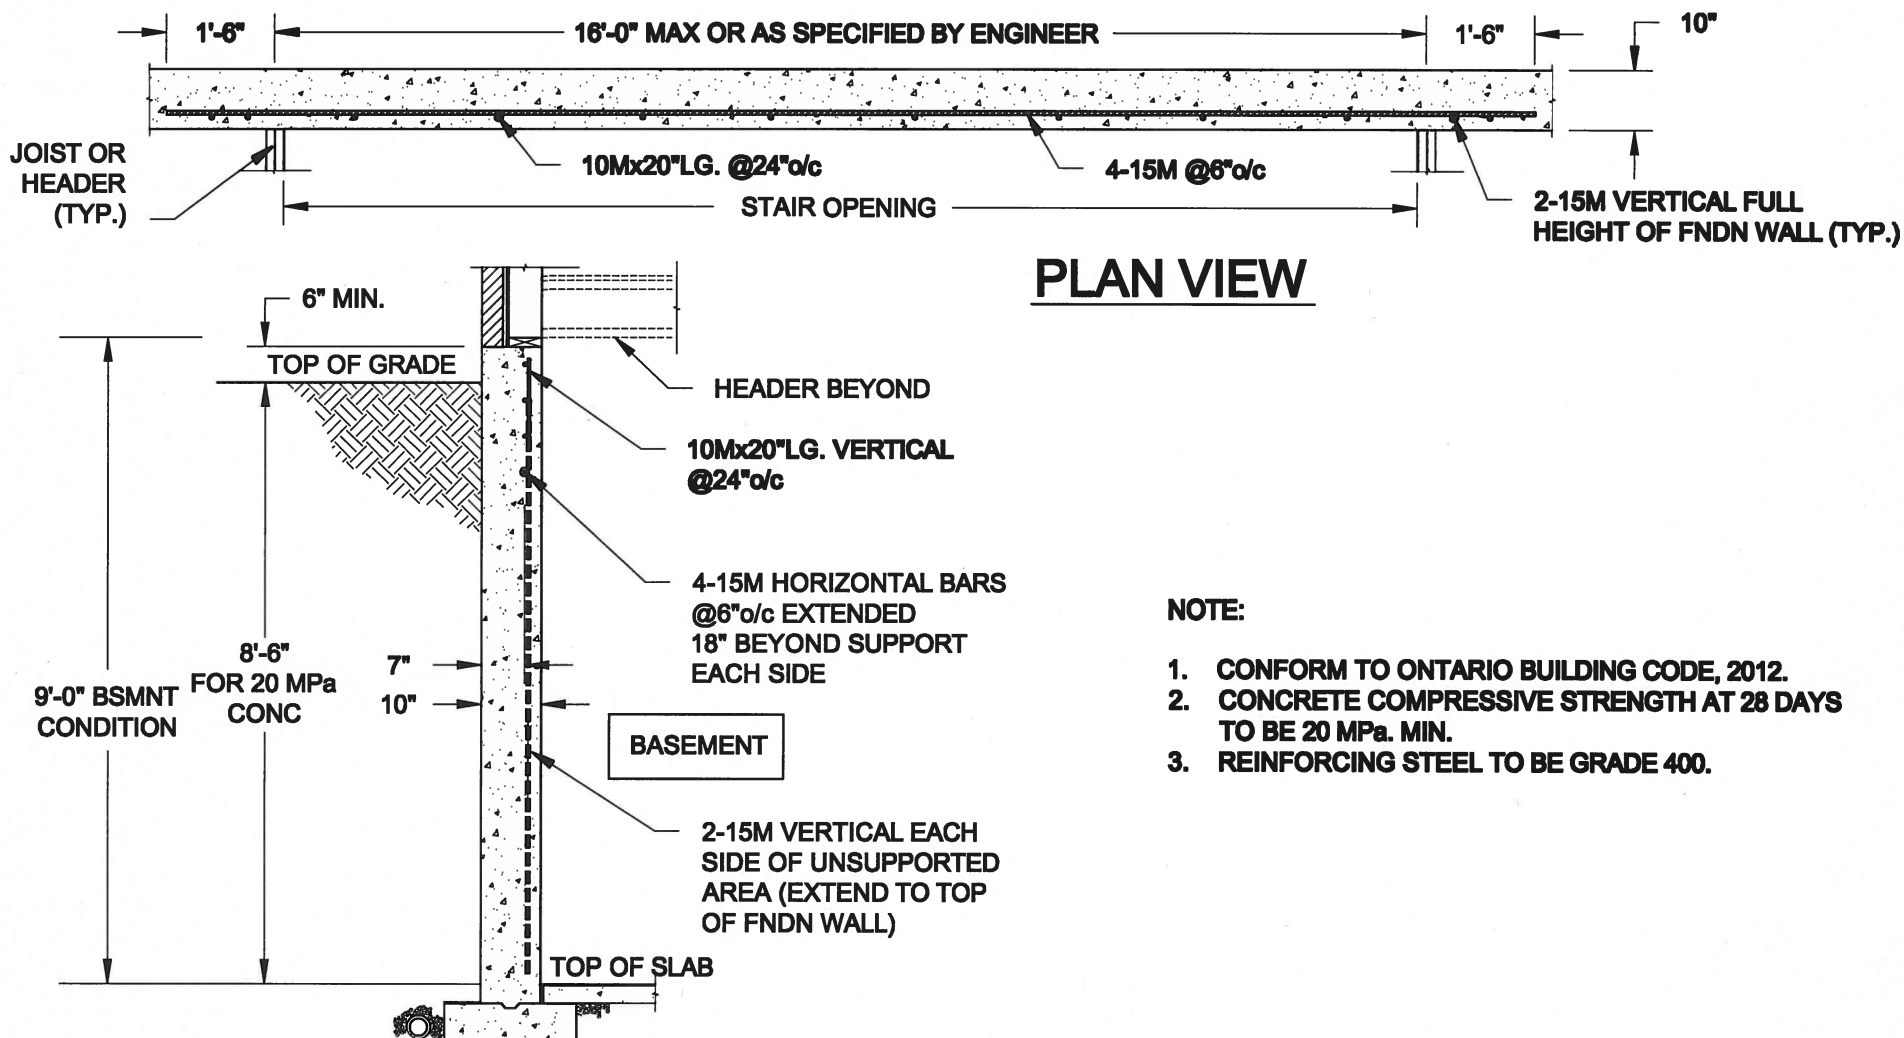 1'-6"
16'-0" MAX OR AS SPECIFIED BY ENGINEER
1'-6"
10"
JOIST OR
HEADER
(TYP.)
10Mx20"LG. @24"o/c
4-15M @6"o/c
STAIR OPENING
2-15M VERTICAL FULL
HEIGHT OF FNDN WALL (TYP.)
PLAN VIEW
6" MIN.
TOP OF GRADE
HEADER BEYOND
10Mx20"LG. VERTICAL
@24"o/c
4-15M HORIZONTAL BARS
@6"o/c EXTENDED
18" BEYOND SUPPORT
EACH SIDE
7"
10"
8'-6"
FOR 20 MPa
CONC
9'-0" BSMNT
CONDITION
BASEMENT
2-15M VERTICAL EACH
SIDE OF UNSUPPORTED
AREA (EXTEND TO TOP
OF FNDN WALL)
TOP OF SLAB
NOTE:
1. CONFORM TO ONTARIO BUILDING CODE, 2012.
2. CONCRETE COMPRESSIVE STRENGTH AT 28 DAYS
TO BE 20 MPa. MIN.
3. REINFORCING STEEL TO BE GRADE 400.